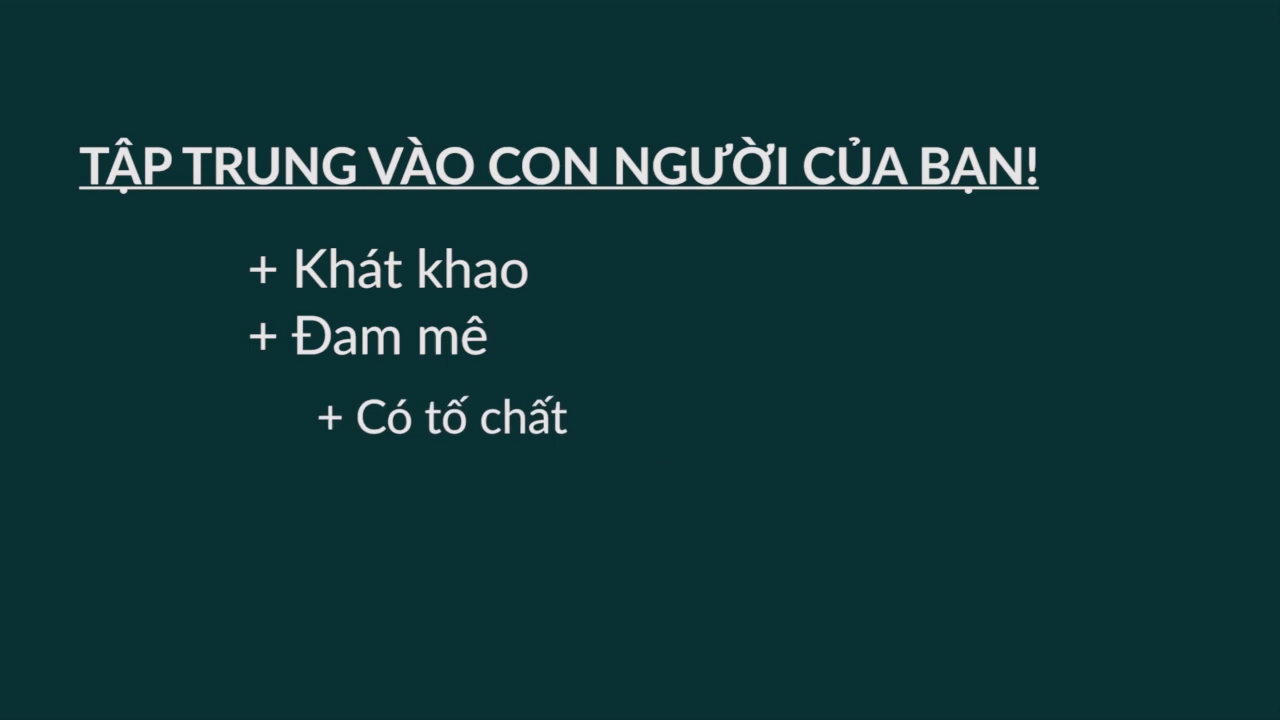 TẬP TRUNG VÀO CON NGƯỜI CỦA BẠN!
+ Khát khao
+ Đam mê
+ Có tố chất